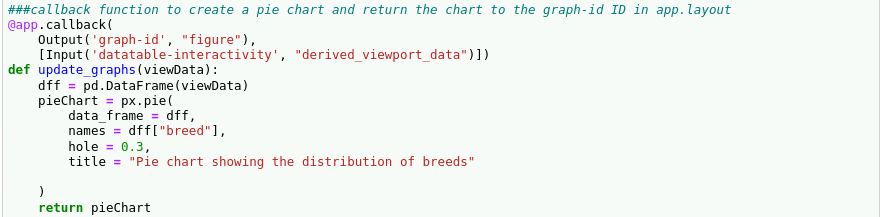 ###callback function to create a pie chart and return the chart to the graph-id ID in app.layout
@app.callback(
    Output('graph-id', "figure"),
    [Input('datatable-interactivity', "derived_viewport_data")])
def update_graphs(viewData):
    dff = pd.DataFrame(viewData)
    pieChart = px.pie(
        data_frame = dff,
        names = dff["breed"],
        hole = 0.3,
        title = "Pie chart showing the distribution of breeds"
    )
    return pieChart